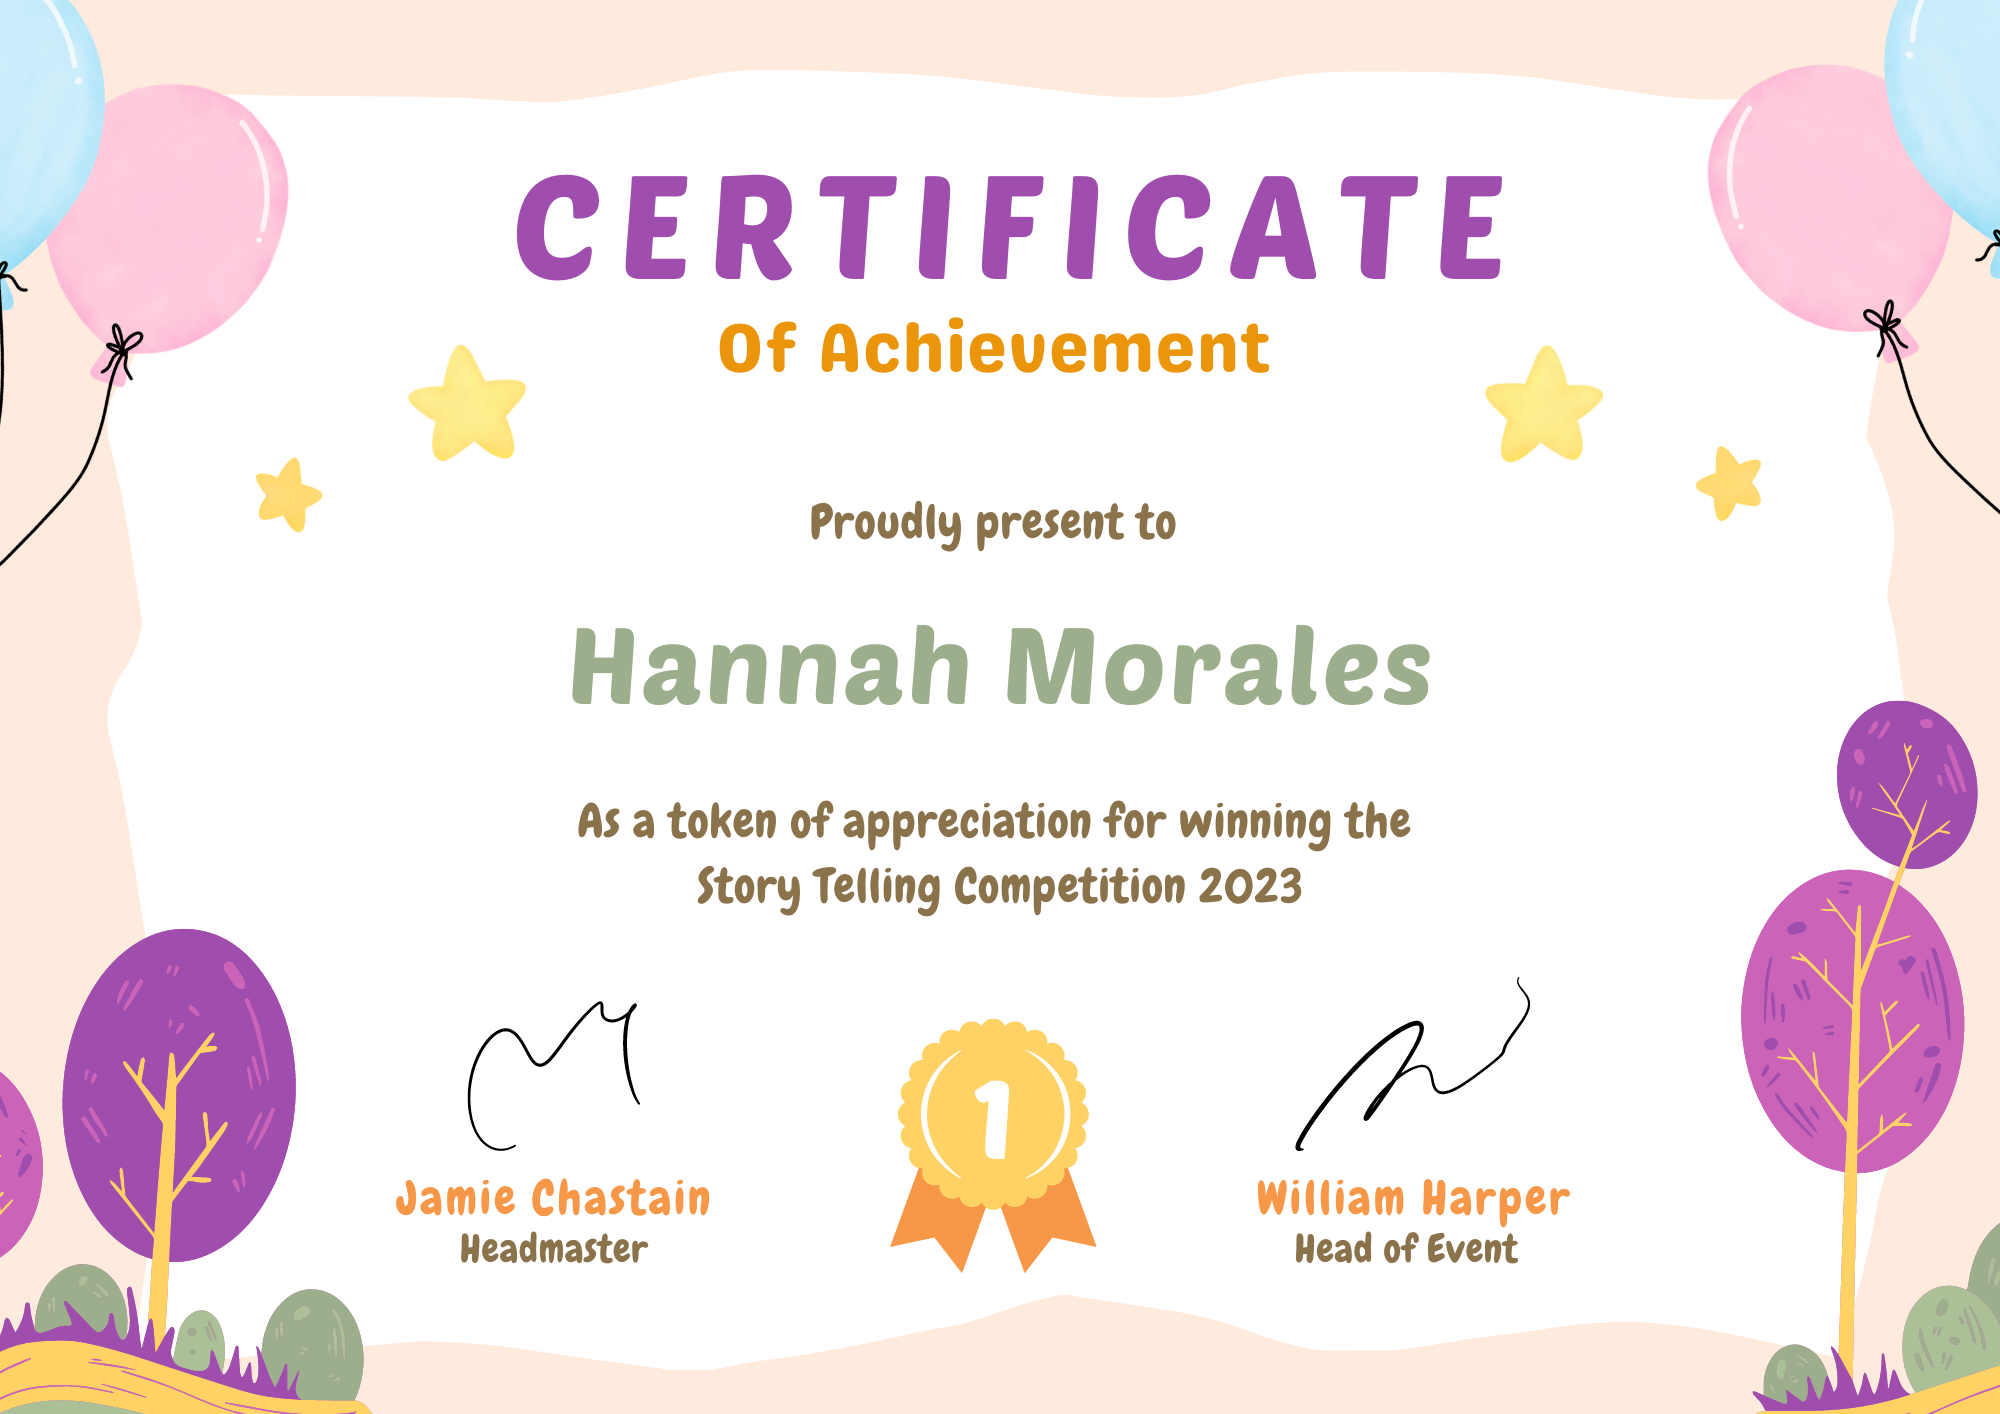 CERTIFICATE
Of Achievement
Proudly present to
Hannah Morales
As a token of appreciation for winning the
Story Telling Competition 2023
1
Jamie Chastain
Headmaster
William Harper
Head of Event